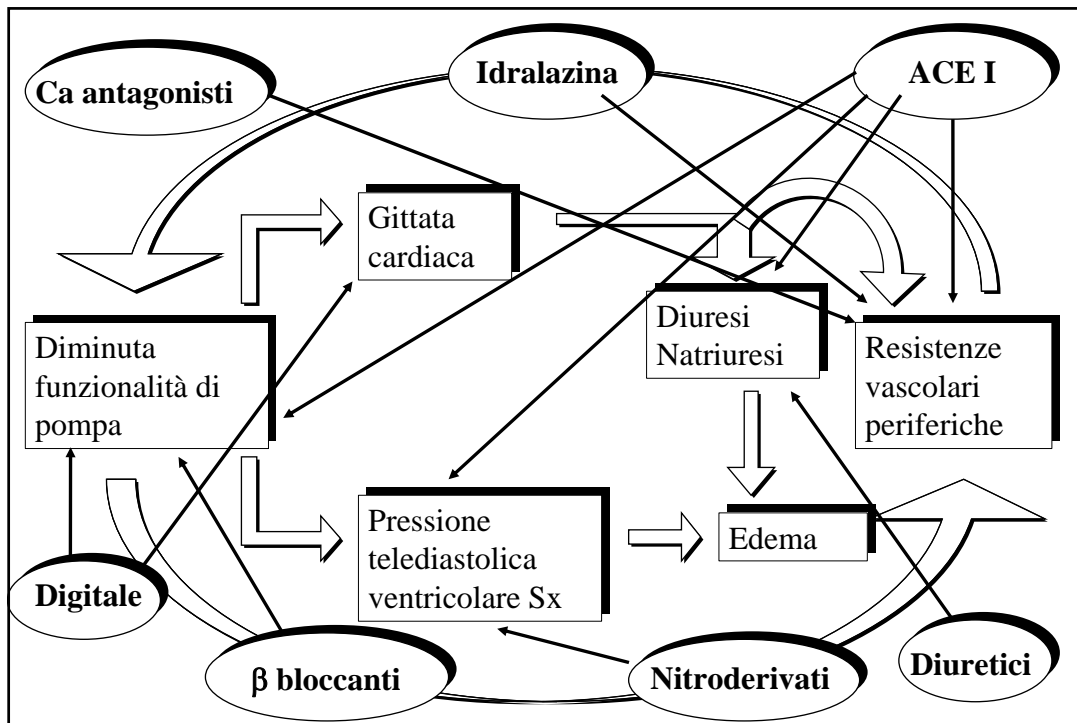 Ca antagonisti
Idralazina
ACE I
Gittata
cardiaca
Diuresi
Natriuresi
Diminuta
funzionalità di
pompa
Resistenze
vascolari
periferiche
Pressione
telediastolica
ventricolare Sx
Edema
Digitale
β bloccanti
Nitroderivati
Diuretici